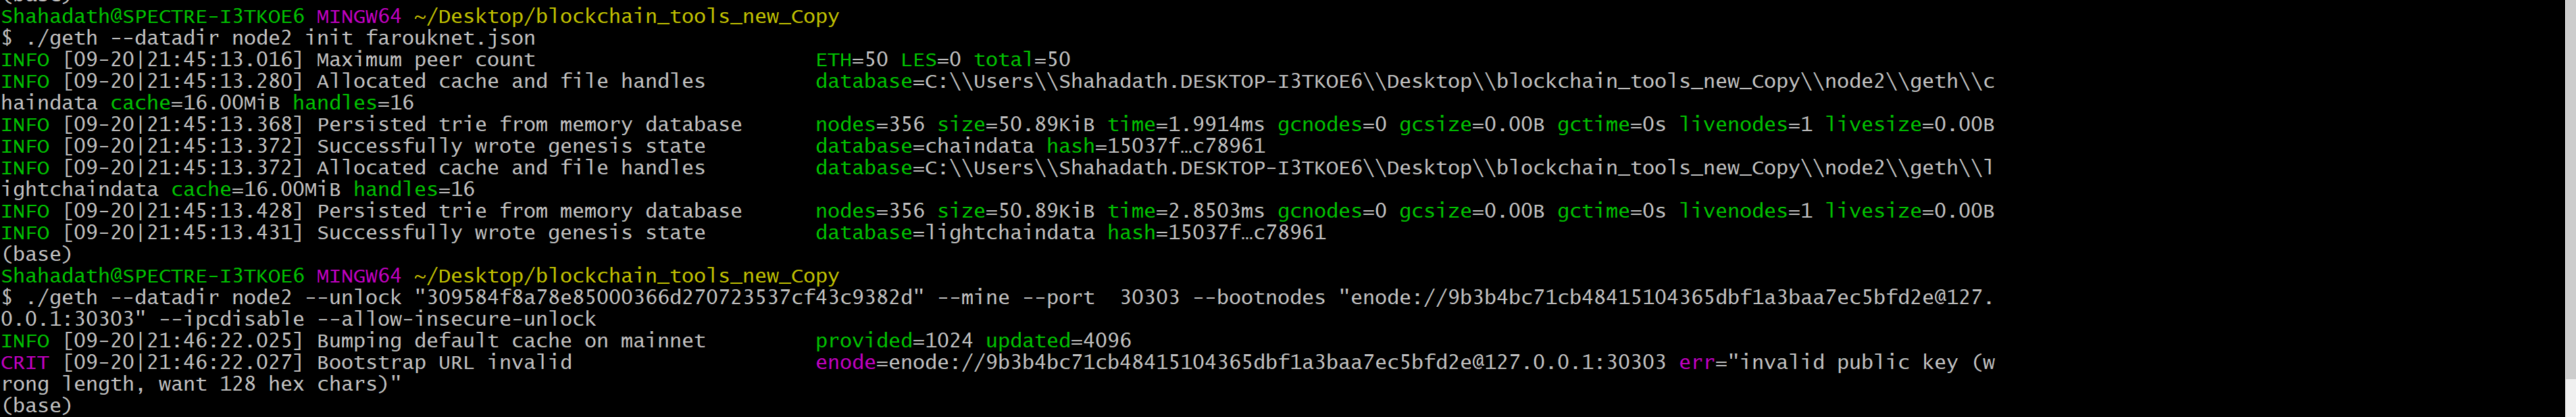 (base)
Shahadath@SPECTRE-I3TKOE6 MINGW64 ~/Desktop/blockchain_tools_new_Copy
$ ./geth --datadir node2 init farouknet.json
INFO [09-20|21:45:13.016] Maximum peer count                       ETH=50 LES=0 total=50
INFO [09-20|21:45:13.280] Allocated cache and file handles         database=C:\\Users\\Shahadath.DESKTOP-I3TKOE6\\Desktop\\blockchain_tools_new_Copy\\node2\\geth\\c
haindata cache=16.00MiB handles=16
INFO [09-20|21:45:13.368] Persisted trie from memory database      nodes=356 size=50.89KiB time=1.9914ms gcnodes=0 gcsize=0.00B gctime=0s livenodes=1 livesize=0.00B
INFO [09-20|21:45:13.372] Successfully wrote genesis state         database=chaindata hash=15037f…c78961
INFO [09-20|21:45:13.372] Allocated cache and file handles         database=C:\\Users\\Shahadath.DESKTOP-I3TKOE6\\Desktop\\blockchain_tools_new_Copy\\node2\\geth\\l
ightchaindata cache=16.00MiB handles=16
INFO [09-20|21:45:13.428] Persisted trie from memory database      nodes=356 size=50.89KiB time=2.8503ms gcnodes=0 gcsize=0.00B gctime=0s livenodes=1 livesize=0.00B
INFO [09-20|21:45:13.431] Successfully wrote genesis state         database=lightchaindata hash=15037f…c78961
(base)
Shahadath@SPECTRE-I3TKOE6 MINGW64 ~/Desktop/blockchain_tools_new_Copy
$ ./geth --datadir node2 --unlock "309584f8a78e85000366d270723537cf43c9382d" --mine --port  30303 --bootnodes "enode://9b3b4bc71cb48415104365dbf1a3baa7ec5bfd2e@127.
0.0.1:30303" --ipcdisable --allow-insecure-unlock
INFO [09-20|21:46:22.025] Bumping default cache on mainnet         provided=1024 updated=4096
CRIT [09-20|21:46:22.027] Bootstrap URL invalid                    enode=enode://9b3b4bc71cb48415104365dbf1a3baa7ec5bfd2e@127.0.0.1:30303 err="invalid public key (w
rong length, want 128 hex chars)"
(base)